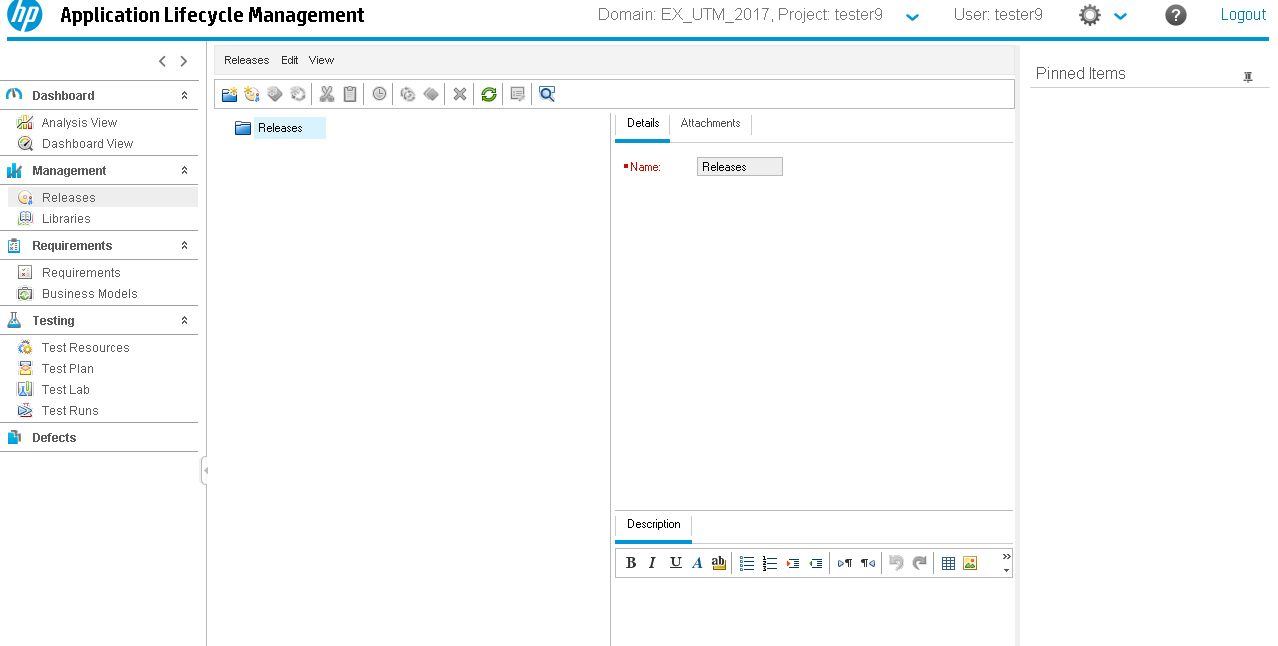 hp Application Lifecycle Management Domain: EX_UTM_2017, Project: tester9 User: tester9 ? Logout
Dashboard
Analysis View
Dashboard View
Management
Releases
Libraries
Requirements
Requirements
Business Models
Testing
Test Resources
Test Plan
Test Lab
Test Runs
Defects
Releases Edit View
Releases
Details Attachments
Name: Releases
Description
B I U A ab
Pinned Items